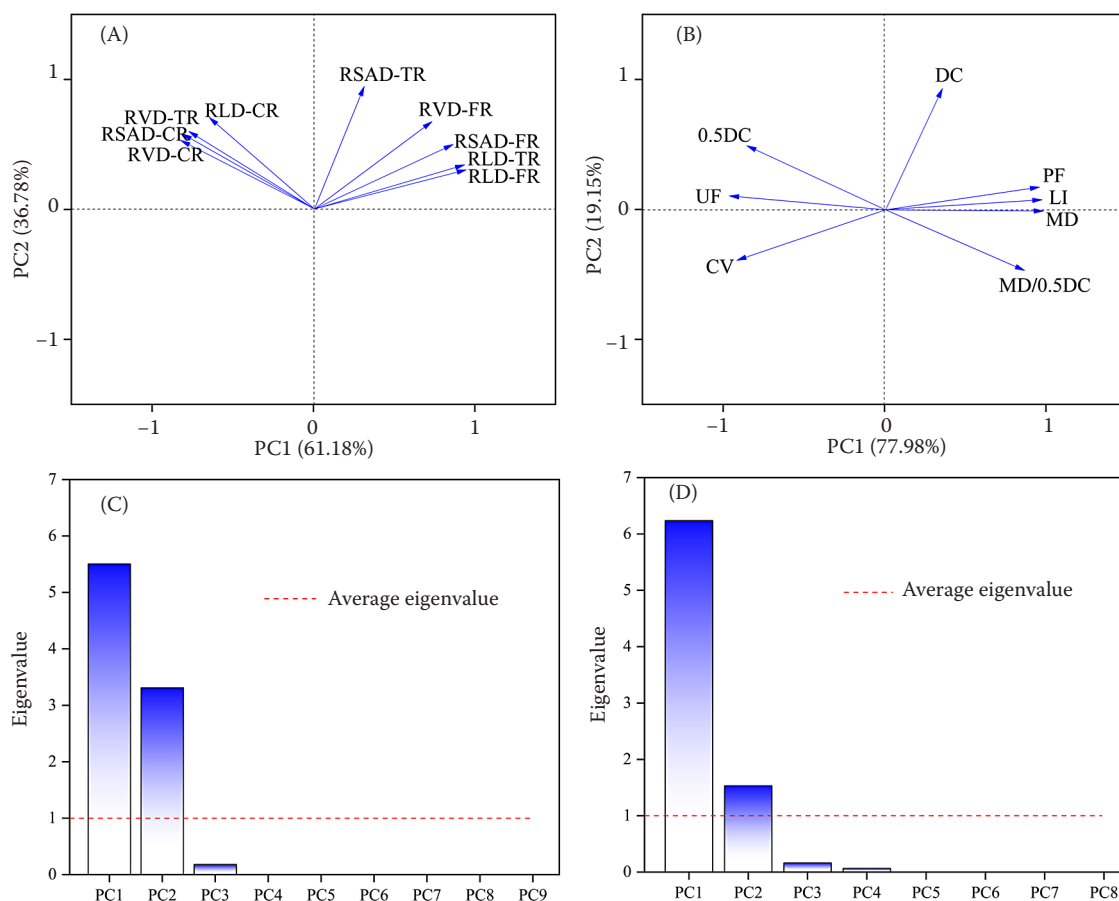 (A)
1
0
−1
PC2 (36.78%)
RSAD-TR
RVD-TR
RLD-CR
RSAD-CR
RVD-CR
RVD-FR
RSAD-FR
RLD-TR
RLD-FR
−1
0
1
PC1 (61.18%)
(B)
1
0
−1
PC2 (19.15%)
DC
0.5DC
UF
CV
PF
LI
MD
MD/0.5DC
−1
0
1
PC1 (77.98%)
(C)
7
6
5
4
3
2
1
0
Eigenvalue
Average eigenvalue
PC1 PC2 PC3 PC4 PC5 PC6 PC7 PC8 PC9
(D)
7
6
5
4
3
2
1
0
Eigenvalue
Average eigenvalue
PC1 PC2 PC3 PC4 PC5 PC6 PC7 PC8